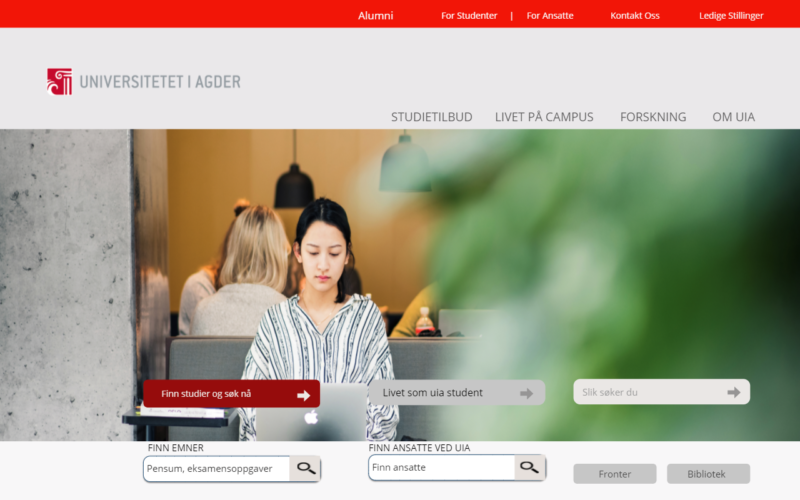 Alumni
For Studenter | For Ansatte
Kontakt Oss
Ledige Stillinger
UNIVERSITETET I AGDER
STUDIETILBUD
LIVET PÅ CAMPUS
FORSKNING
OM UIA
Finn studier og søk nå
Livet som uia student
Slik søker du
FINN EMNER
FINN ANSATTE VED UIA
Pensum, eksamensoppgaver
Finn ansatte
Fronter
Bibliotek